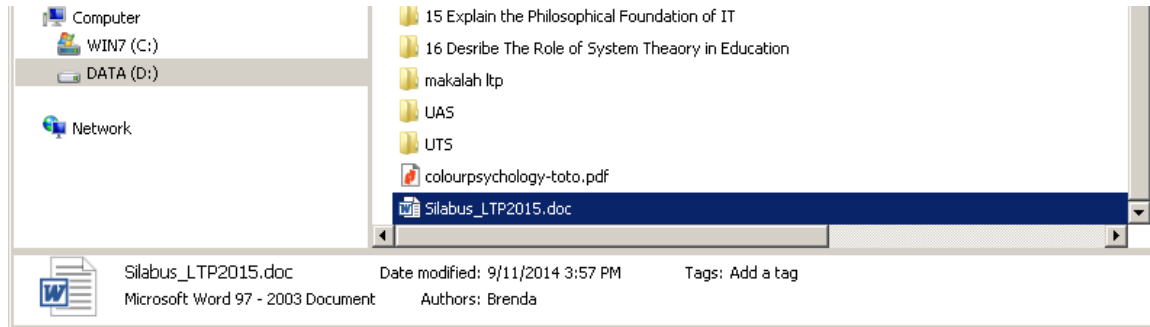 Computer
WIN7 (C:)
DATA (D:)
Network
15 Explain the Philosophical Foundation of IT
16 Desribe The Role of System Theaory in Education
makalah ltp
UAS
UTS
colourpsychology-toto.pdf
Silabus_LTP2015.doc
Silabus_LTP2015.doc Date modified: 9/11/2014 3:57 PM Tags: Add a tag
Microsoft Word 97 - 2003 Document Authors: Brenda